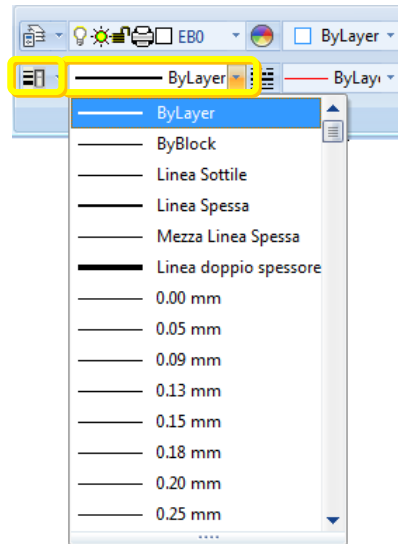 EB0 ByLayer
ByLayer ByLay
ByLayer
ByBlock
Linea Sottile
Linea Spessa
Mezza Linea Spessa
Linea doppio spessore
0.00 mm
0.05 mm
0.09 mm
0.13 mm
0.15 mm
0.18 mm
0.20 mm
0.25 mm